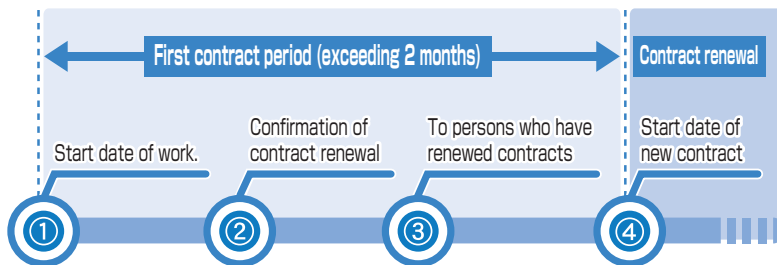 First contract period (exceeding 2 months)
Contract renewal
Start date of work.
Confirmation of
contract renewal
To persons who have
renewed contracts
Start date of
new contract
①
②
③
④